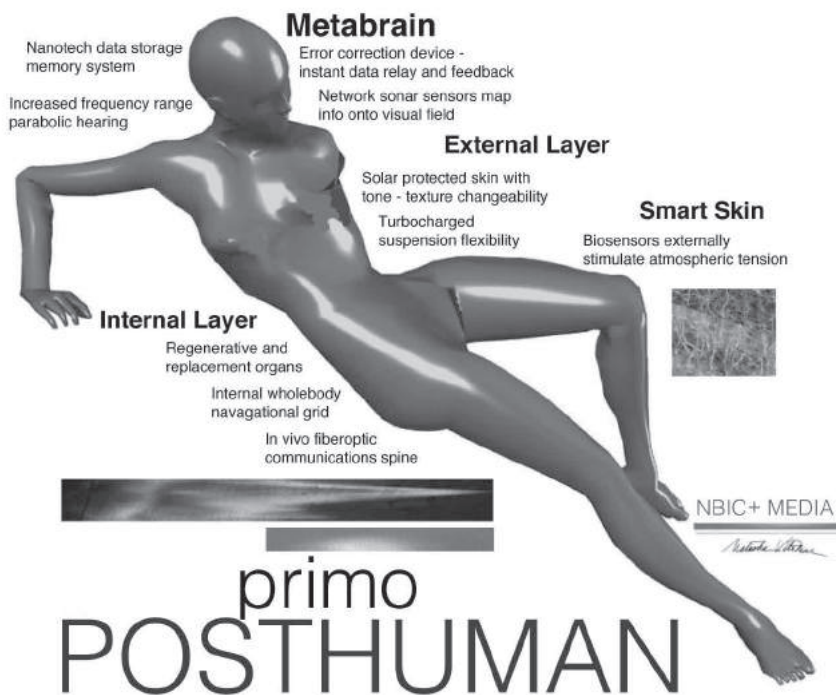 Metabrain
Nanotech data storage
memory system
Error correction device -
instant data relay and feedback
Increased frequency range
parabolic hearing
Network sonar sensors map
info onto visual field
External Layer
Solar protected skin with
tone - texture changeability
Turbocharged
suspension flexibility
Smart Skin
Biosensors externally
stimulate atmospheric tension
Internal Layer
Regenerative and
replacement organs
Internal wholebody
navagational grid
In vivo fiberoptic
communications spine
NBIC+ MEDIA
primo
POSTHUMAN